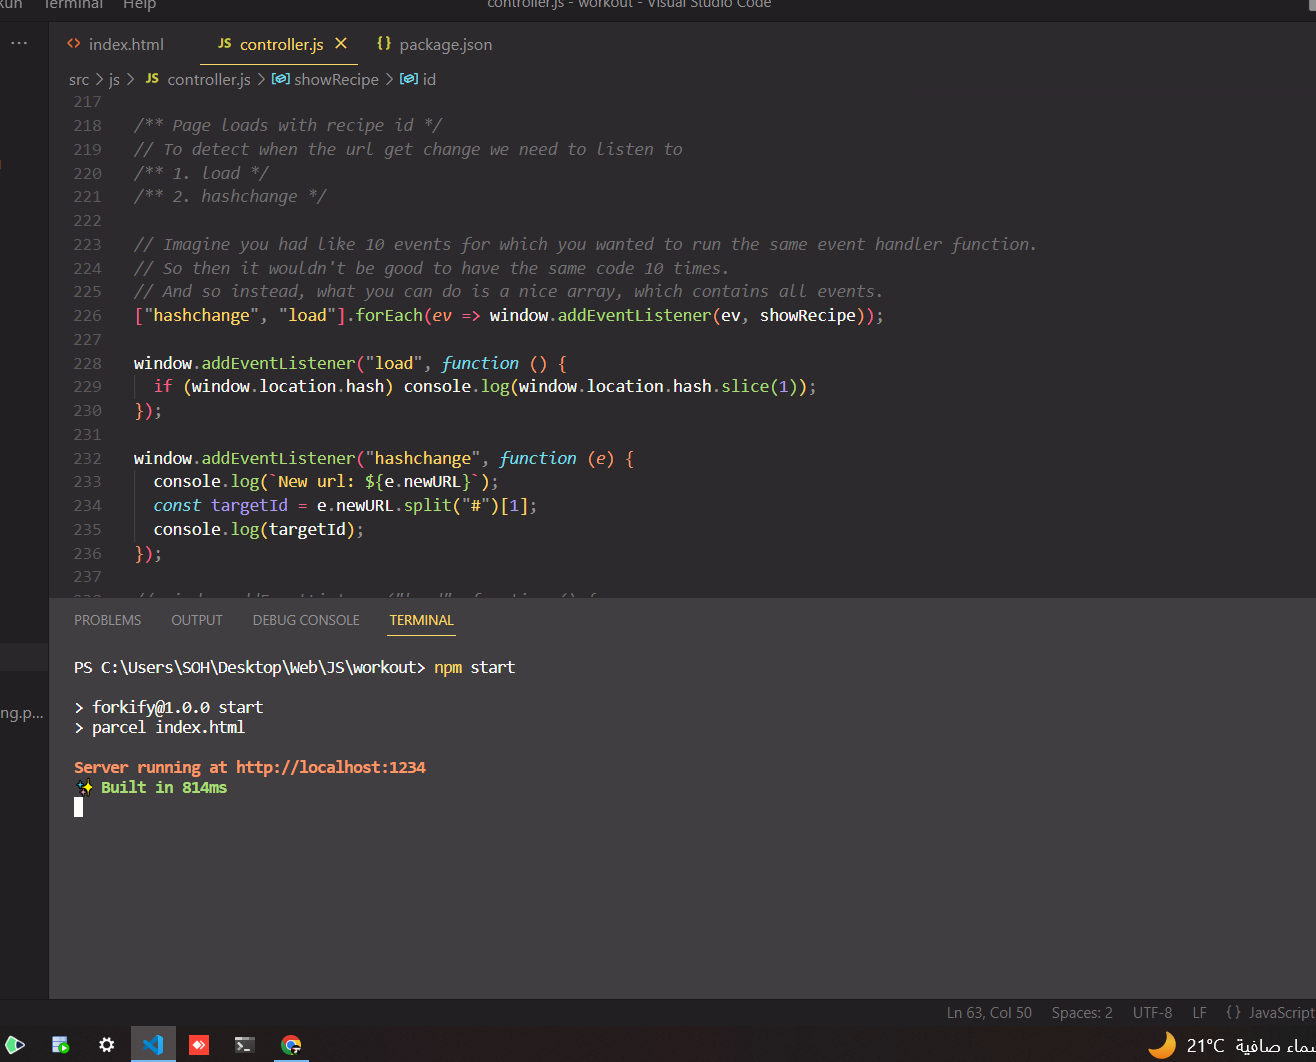 Terminal Help controller.js - workout - Visual Studio Code
index.html JS controller.js package.json
src > js > JS controller.js > showRecipe > id
217
218 /** Page loads with recipe id */
219 // To detect when the url get change we need to listen to
220 /** 1. load */
221 /** 2. hashchange */
222
223 // Imagine you had like 10 events for which you wanted to run the same event handler function.
224 // So then it wouldn't be good to have the same code 10 times.
225 // And so instead, what you can do is a nice array, which contains all events.
226 ["hashchange", "load"].forEach(ev => window.addEventListener(ev, showRecipe));
227
228 window.addEventListener("load", function () {
229 if (window.location.hash) console.log(window.location.hash.slice(1));
230 });
231
232 window.addEventListener("hashchange", function (e) {
233 console.log(`New url: ${e.newURL}`);
234 const targetId = e.newURL.split("#")[1];
235 console.log(targetId);
236 });
237
PROBLEMS OUTPUT DEBUG CONSOLE TERMINAL
PS C:\Users\SOH\Desktop\Web\JS\workout> npm start
> forkify@1.0.0 start
> parcel index.html
ng.p...
Server running at http://localhost:1234
✨ Built in 814ms
Ln 63, Col 50 Spaces: 2 UTF-8 LF {} JavaScript
21°C سماء صافية